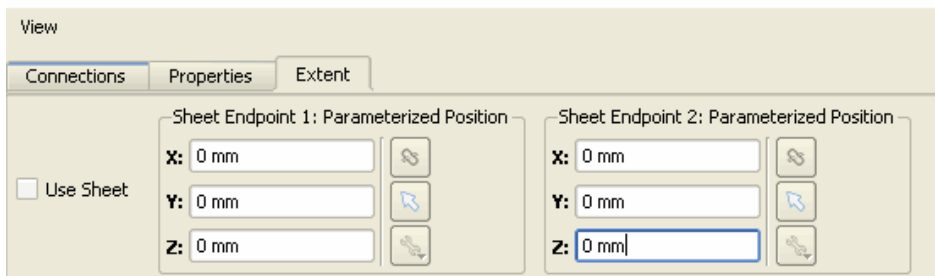 View
Connections Properties Extent
Sheet Endpoint 1: Parameterized Position Sheet Endpoint 2: Parameterized Position
X: 0 mm X: 0 mm
Use Sheet Y: 0 mm Y: 0 mm
Z: 0 mm Z: 0 mm